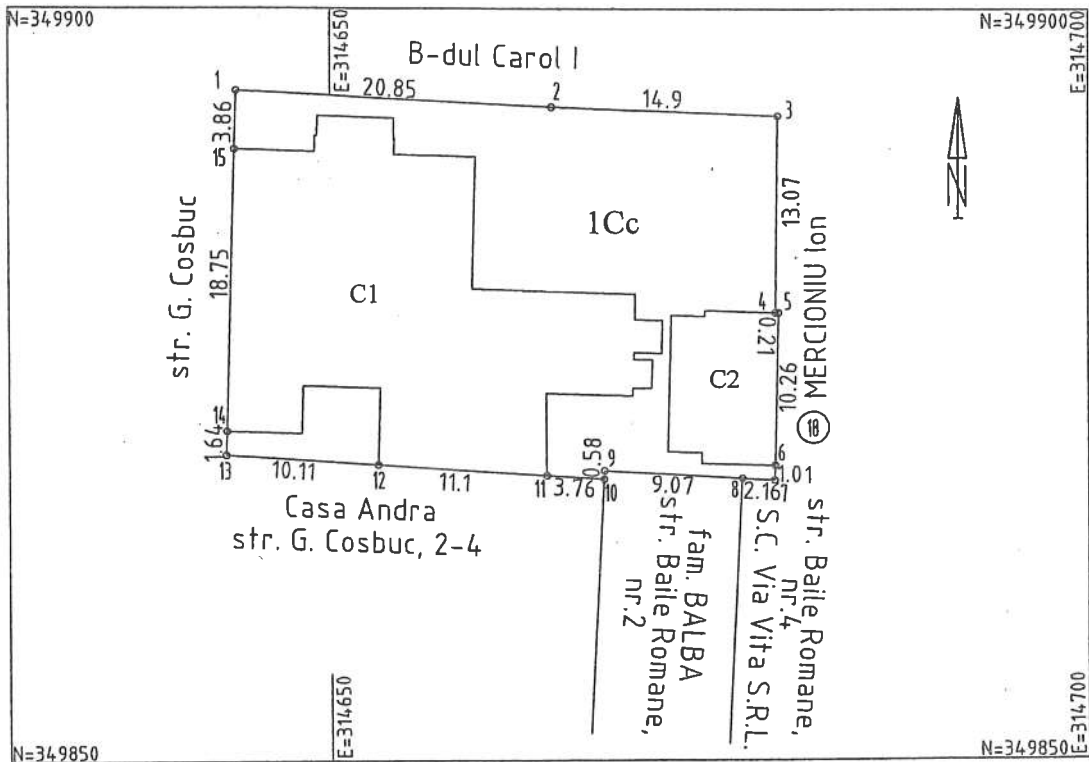 N=349900
E=314650
N=349900
E=314700
B-dul Carol I
1
20.85
2
14.9
3
3.86
15
13.07
N
1Cc
str. G. Cosbuc
18.75
C1
4
5
0.21
MERCIONIU Ion
18
C2
10.26
14
1.64
13
10.11
12
11.1
11
3.76
0.58
9
10
9.07
8
2.16
6
1.01
7
Casa Andra
str. G. Cosbuc, 2-4
fam. BALBA
str. Baile Romane,
nr.2
str. Baile Romane,
nr.4
S.C. Via Vita S.R.L.
N=349850
E=314650
N=349850
E=314700